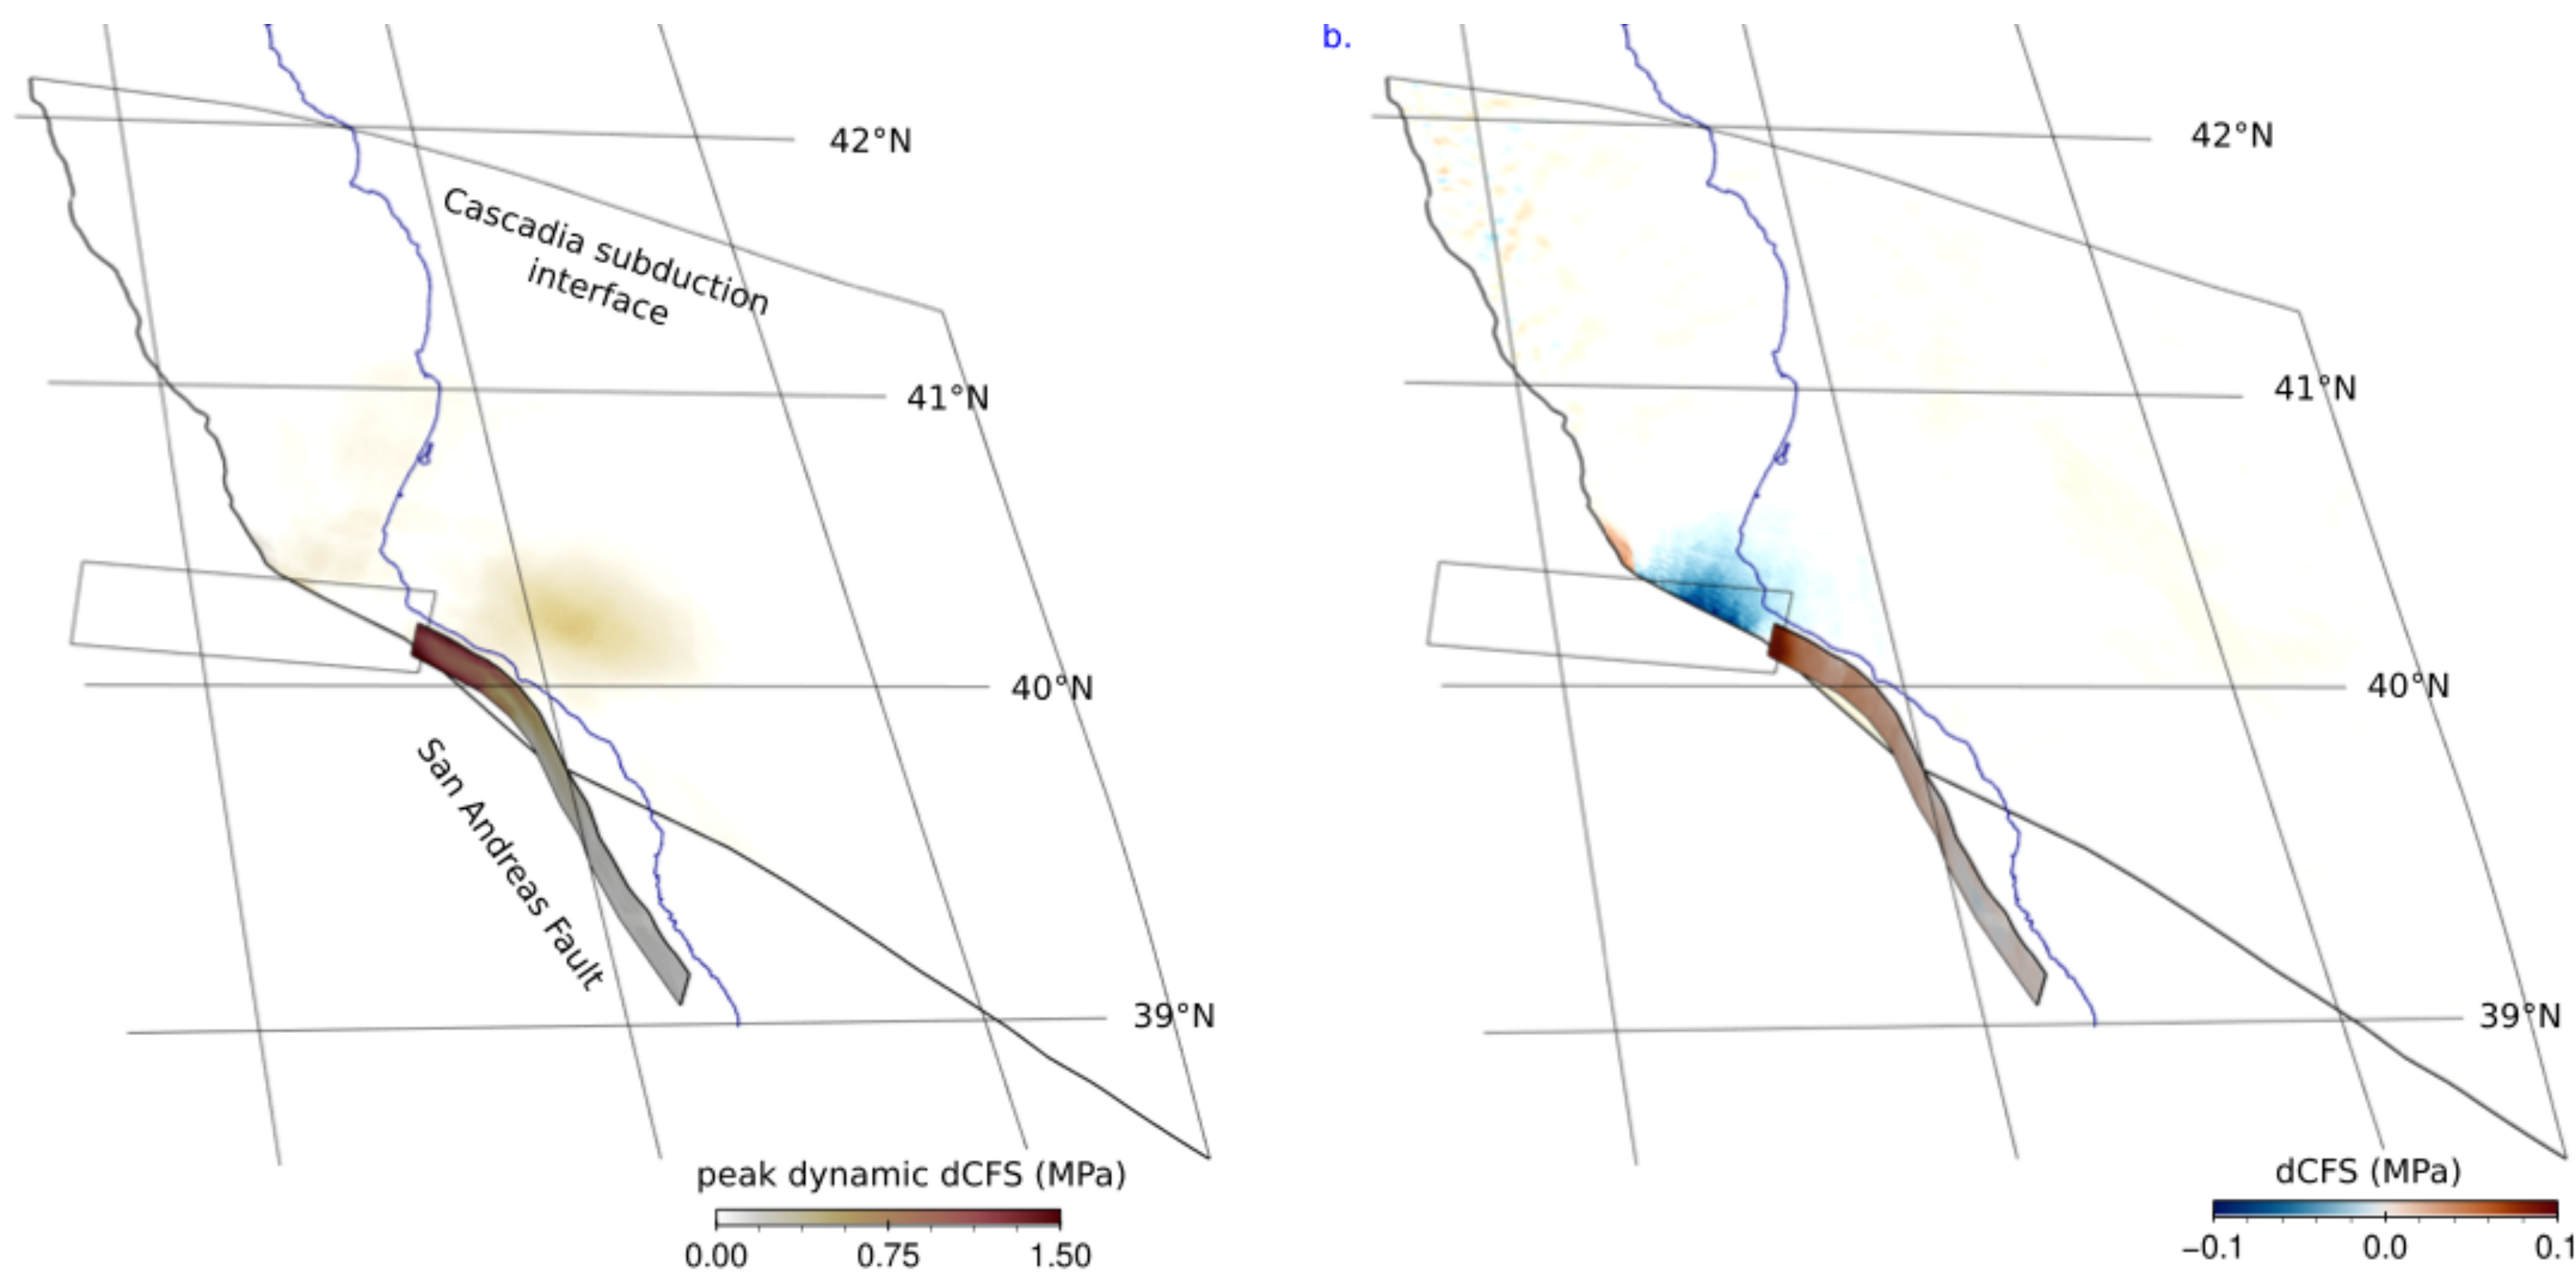 b.
42°N
Cascadia subduction
interface
41°N
40°N
San Andreas Fault
39°N
peak dynamic dCFS (MPa)
0.00 0.75 1.50
42°N
41°N
40°N
39°N
dCFS (MPa)
−0.1 0.0 0.1